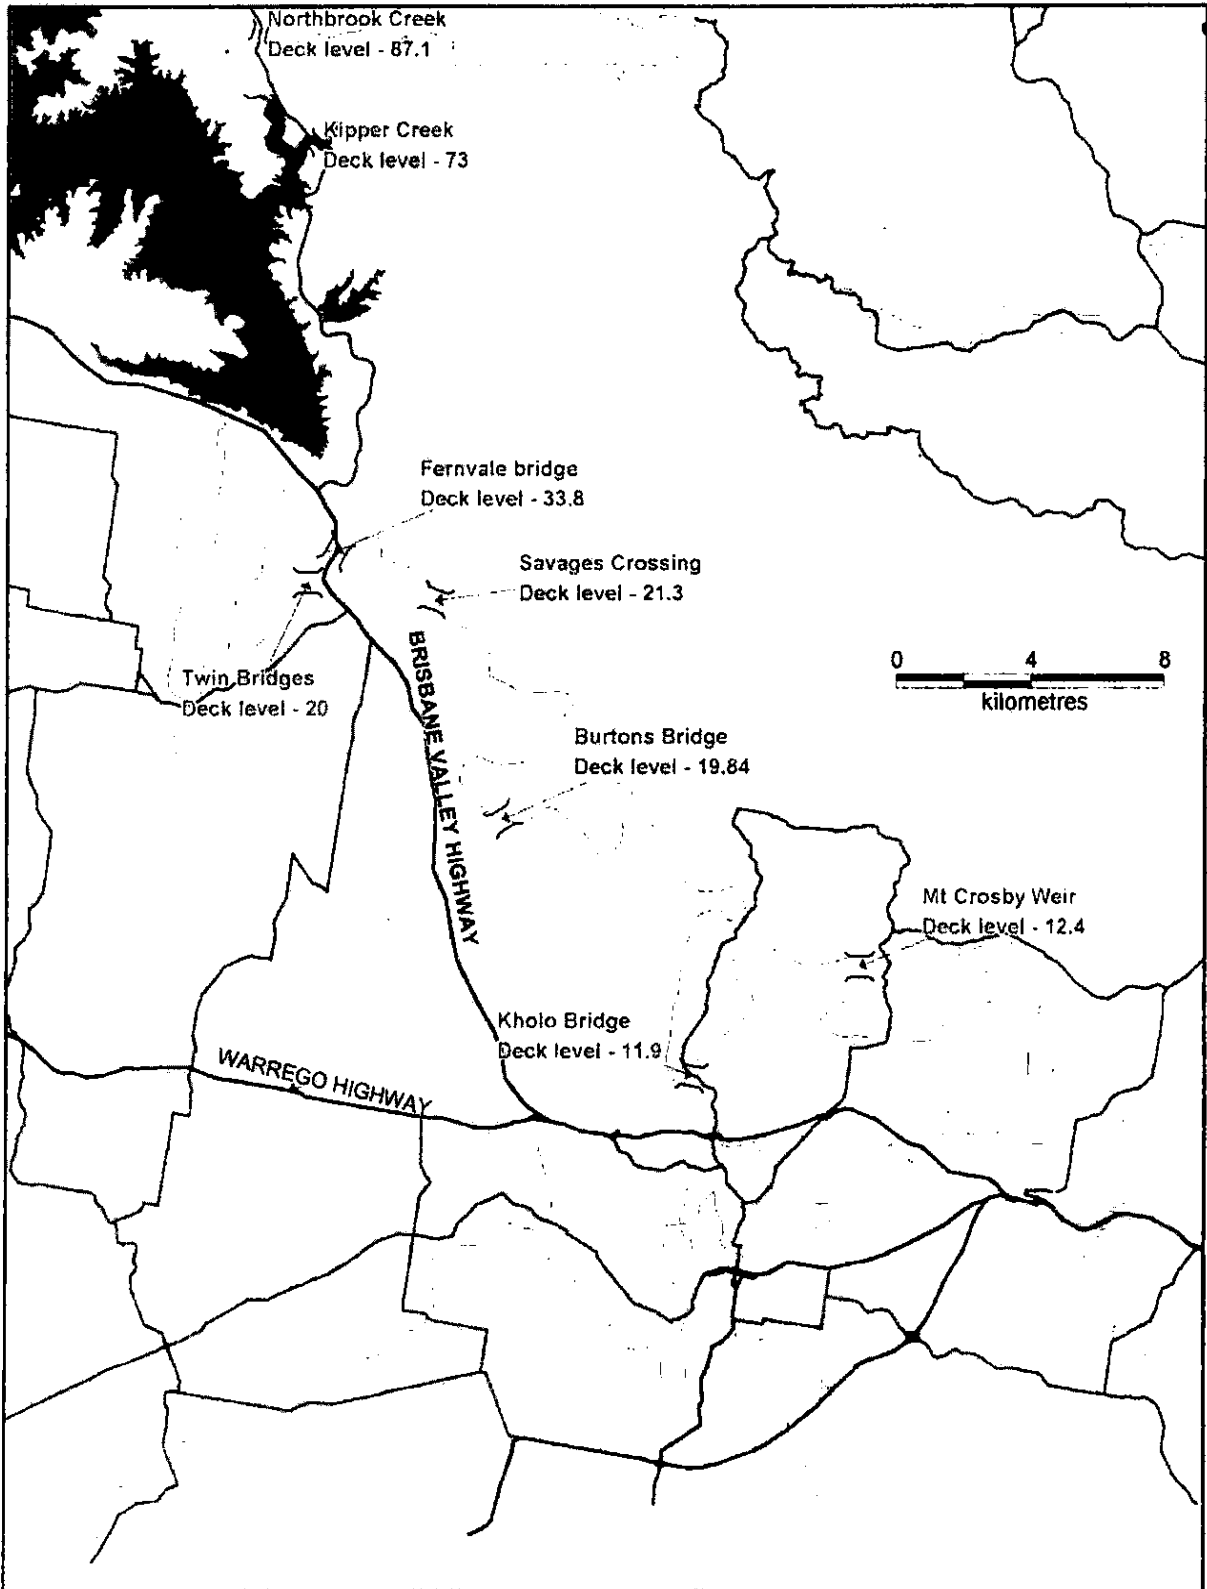 Northbrook Creek
Deck level - 87.1
Kipper Creek
Deck level - 73
Fernvale bridge
Deck level - 33.8
Savages Crossing
Deck level - 21.3
Twin Bridges
Deck level - 20
BRISBANE VALLEY HIGHWAY
0 4 8
kilometres
Burtons Bridge
Deck level - 19.84
Mt Crosby Weir
Deck level - 12.4
Kholo Bridge
Deck level - 11.9
WARREGO HIGHWAY